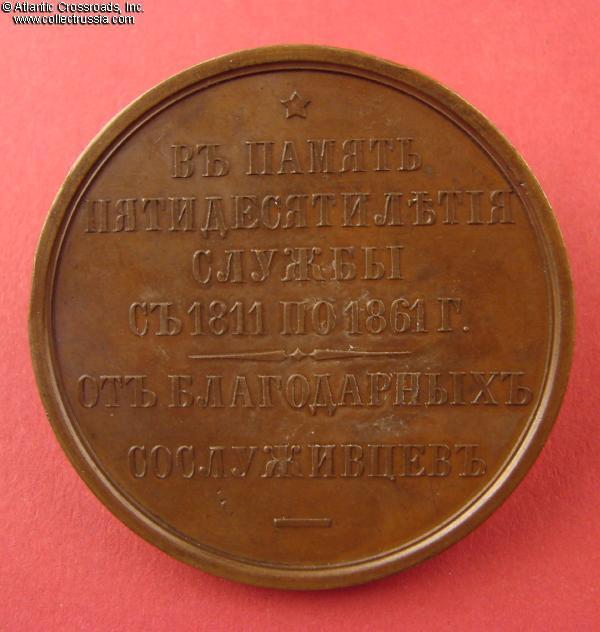 © Atlantic Crossroads, Inc.
www.collectrussia.com
ВЪ ПАМЯТЬ
ПЯТИДЕСЯТИЛѢТІЯ
СЛУЖБЫ
СЪ 1811 ПО 1861 Г.
ОТЪ БЛАГОДАРНЫХЪ
СОСЛУЖИВЦЕВЪ